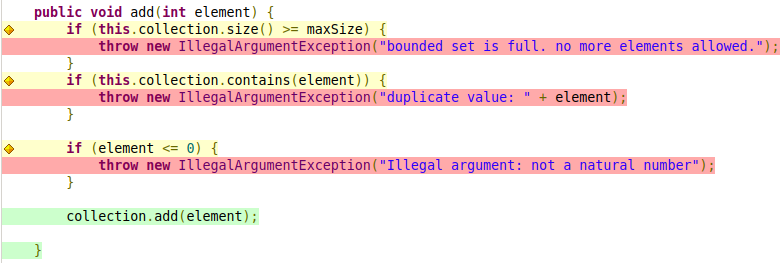 public void add(int element) {
if (this.collection.size() >= maxSize) {
throw new IllegalArgumentException("bounded set is full. no more elements allowed.");
}
if (this.collection.contains(element)) {
throw new IllegalArgumentException("duplicate value: " + element);
}
if (element <= 0) {
throw new IllegalArgumentException("Illegal argument: not a natural number");
}
collection.add(element);
}